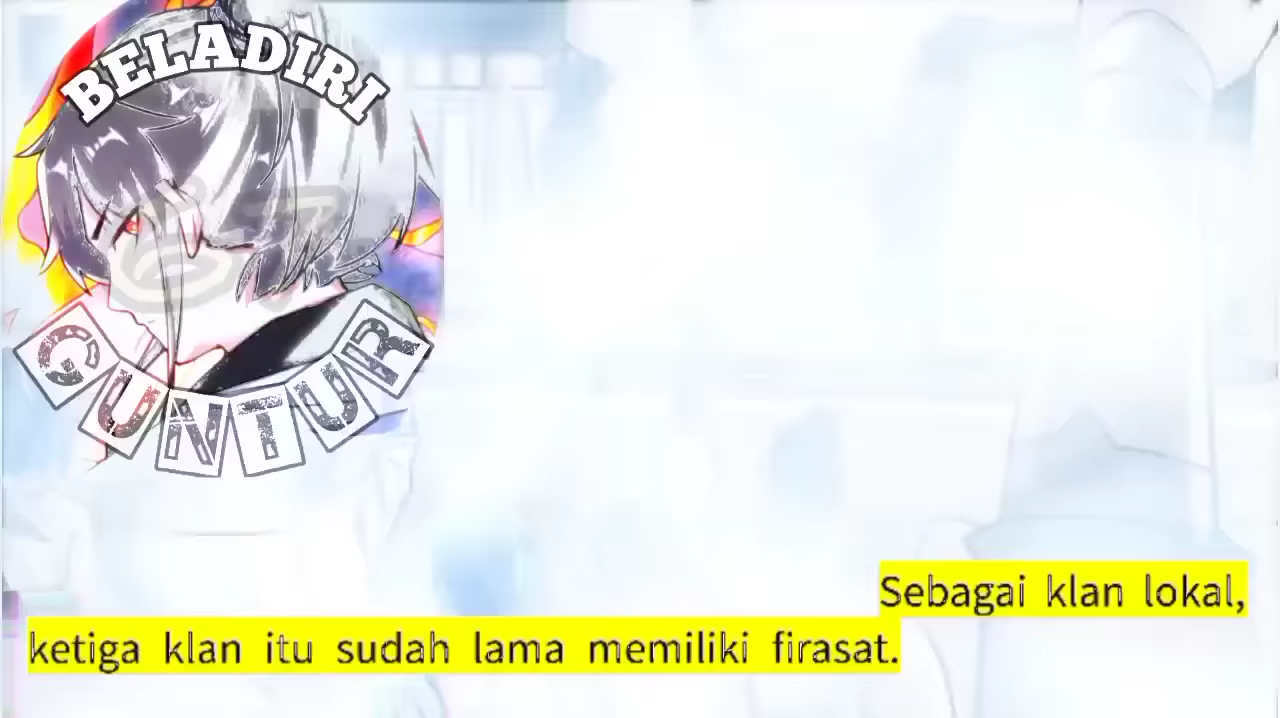 BELADIRI
GUNTUR
Sebagai klan lokal,
ketiga klan itu sudah lama memiliki firasat.